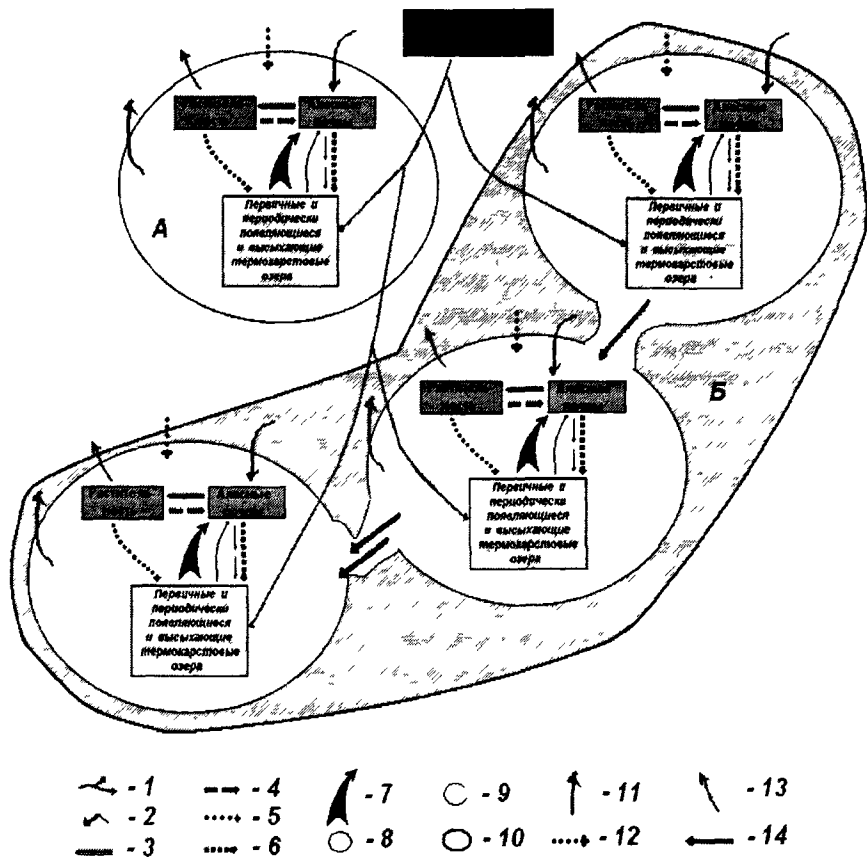 Первичные и
периодически
появляющиеся
и высыхающие
термокарстовые
озера
А
Первичные и
периодически
появляющиеся
и высыхающие
термокарстовые
озера
Б
Первичные и
периодически
появляющиеся
и высыхающие
термокарстовые
озера
Первичные и
периодически
появляющиеся
и высыхающие
термокарстовые
озера
- 1
- 4
- 7
- 9
- 11
- 13
- 2
- 5
- 3
- 6
- 8
- 10
- 12
- 14